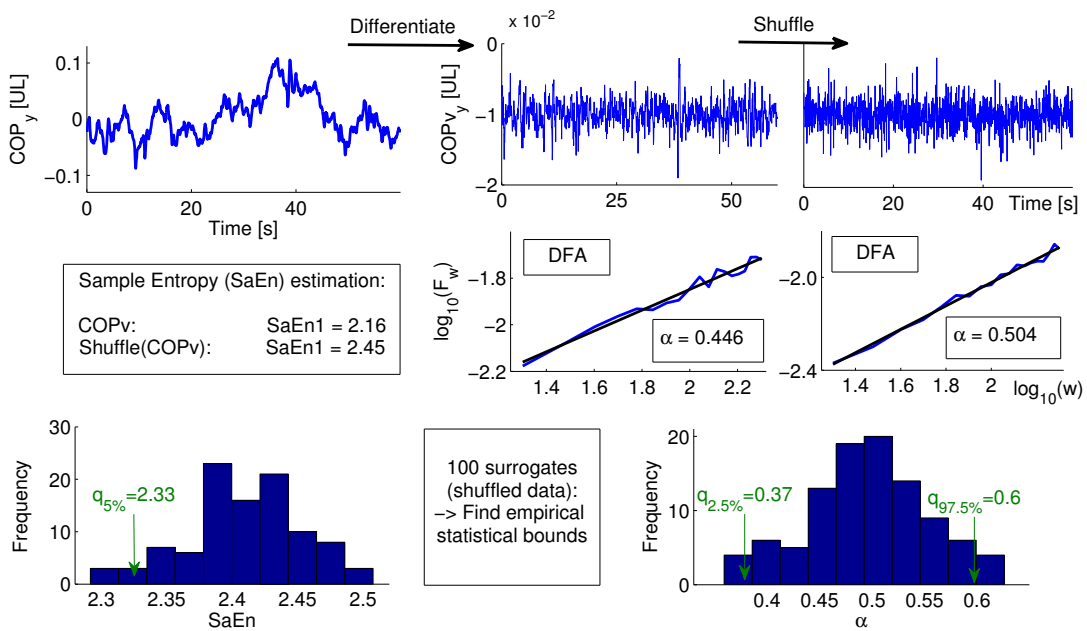 Differentiate
Shuffle
COP_y [UL]
0.1
0
−0.1
0
20
40
Time [s]
x 10^−2
COPv_y [UL]
0
−1
−2
0
25
50
0
20
40
Time [s]
Sample Entropy (SaEn) estimation:
COPv: SaEn1 = 2.16
Shuffle(COPv): SaEn1 = 2.45
DFA
log_10(F_w)
−1.8
−2
−2.2
α = 0.446
1.4
1.6
1.8
2
2.2
DFA
−2.0
−2.4
α = 0.504
1.4
1.6
1.8
2
log_10(w)
Frequency
30
20
10
0
q_5%=2.33
2.3
2.35
2.4
2.45
2.5
SaEn
100 surrogates
(shuffled data):
−> Find empirical
statistical bounds
Frequency
20
10
0
q_2.5%=0.37
q_97.5%=0.6
0.4
0.45
0.5
0.55
0.6
α